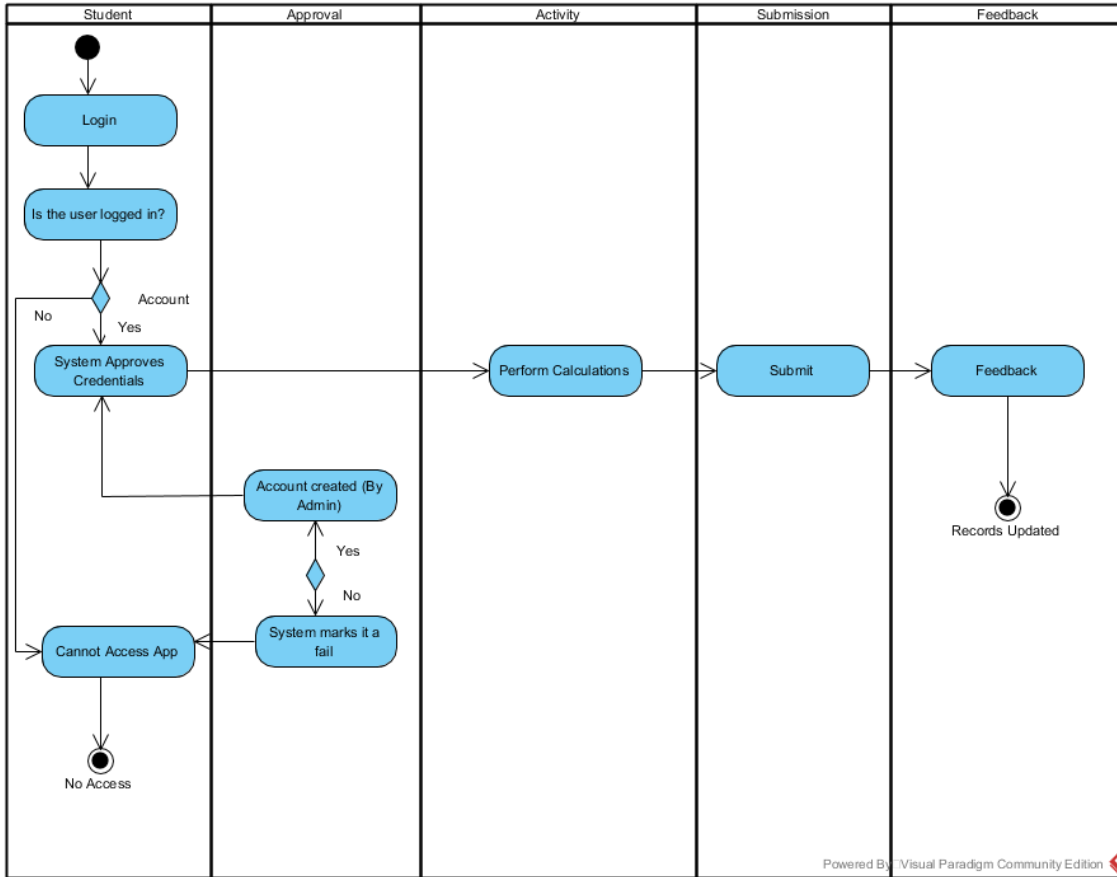 Student
Approval
Activity
Submission
Feedback
Login
Is the user logged in?
Account
No
Yes
System Approves
Credentials
Perform Calculations
Submit
Feedback
Account created (By
Admin)
Records Updated
Yes
No
System marks it a
fail
Cannot Access App
No Access
Powered By Visual Paradigm Community Edition